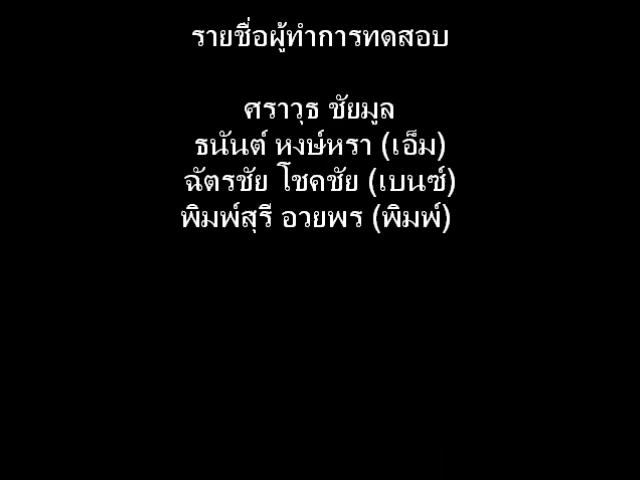 รายชื่อผู้ทำการทดสอบ
ศราวุธ ชัยมูล
ธนันต์ หงษ์หรา (เอ็ม)
ฉัตรชัย โชคชัย (เบนซ์)
พิมพ์สุรี อวยพร (พิมพ์)